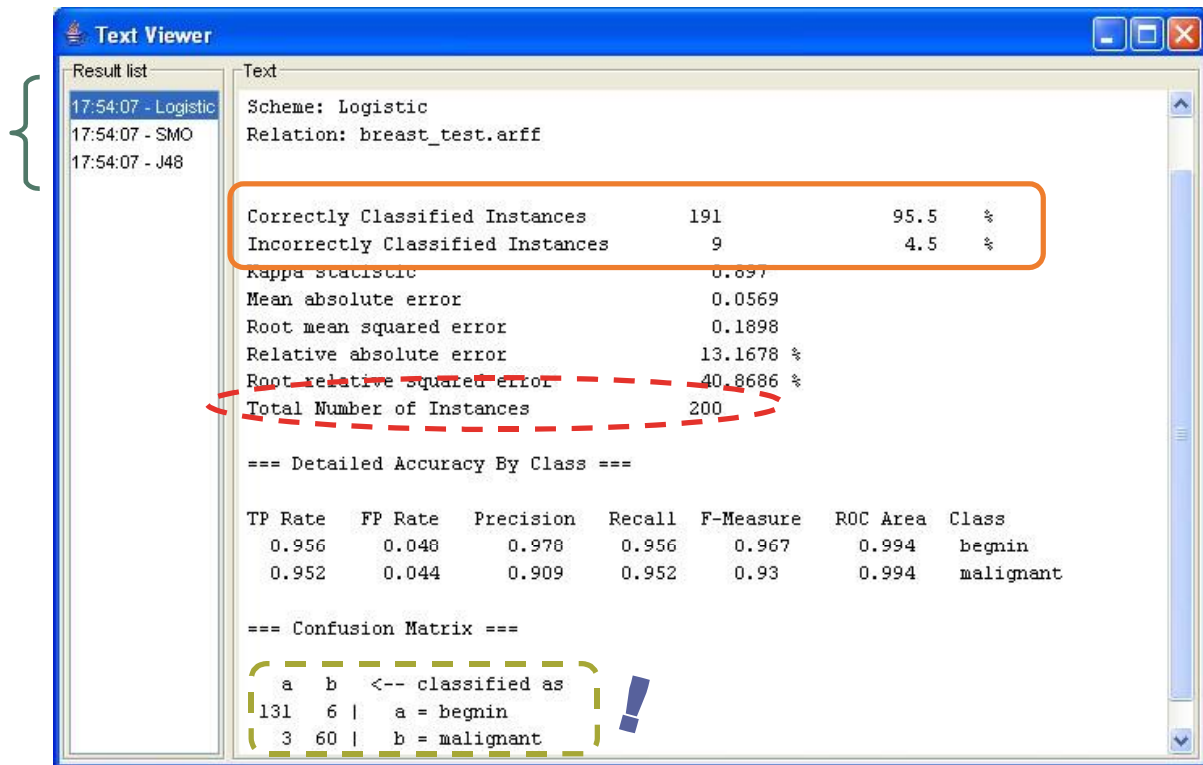 Text Viewer
Result list
17:54:07 - Logistic
17:54:07 - SMO
17:54:07 - J48
Text
Scheme: Logistic
Relation: breast_test.arff
Correctly Classified Instances 191 95.5 %
Incorrectly Classified Instances 9 4.5 %
Kappa statistic 0.897
Mean absolute error 0.0569
Root mean squared error 0.1898
Relative absolute error 13.1678 %
Root relative squared error 40.8686 %
Total Number of Instances 200
=== Detailed Accuracy By Class ===
TP Rate FP Rate Precision Recall F-Measure ROC Area Class
0.956 0.048 0.978 0.956 0.967 0.994 begnin
0.952 0.044 0.909 0.952 0.93 0.994 malignant
=== Confusion Matrix ===
a b <-- classified as
131 6 | a = begnin
3 60 | b = malignant
!